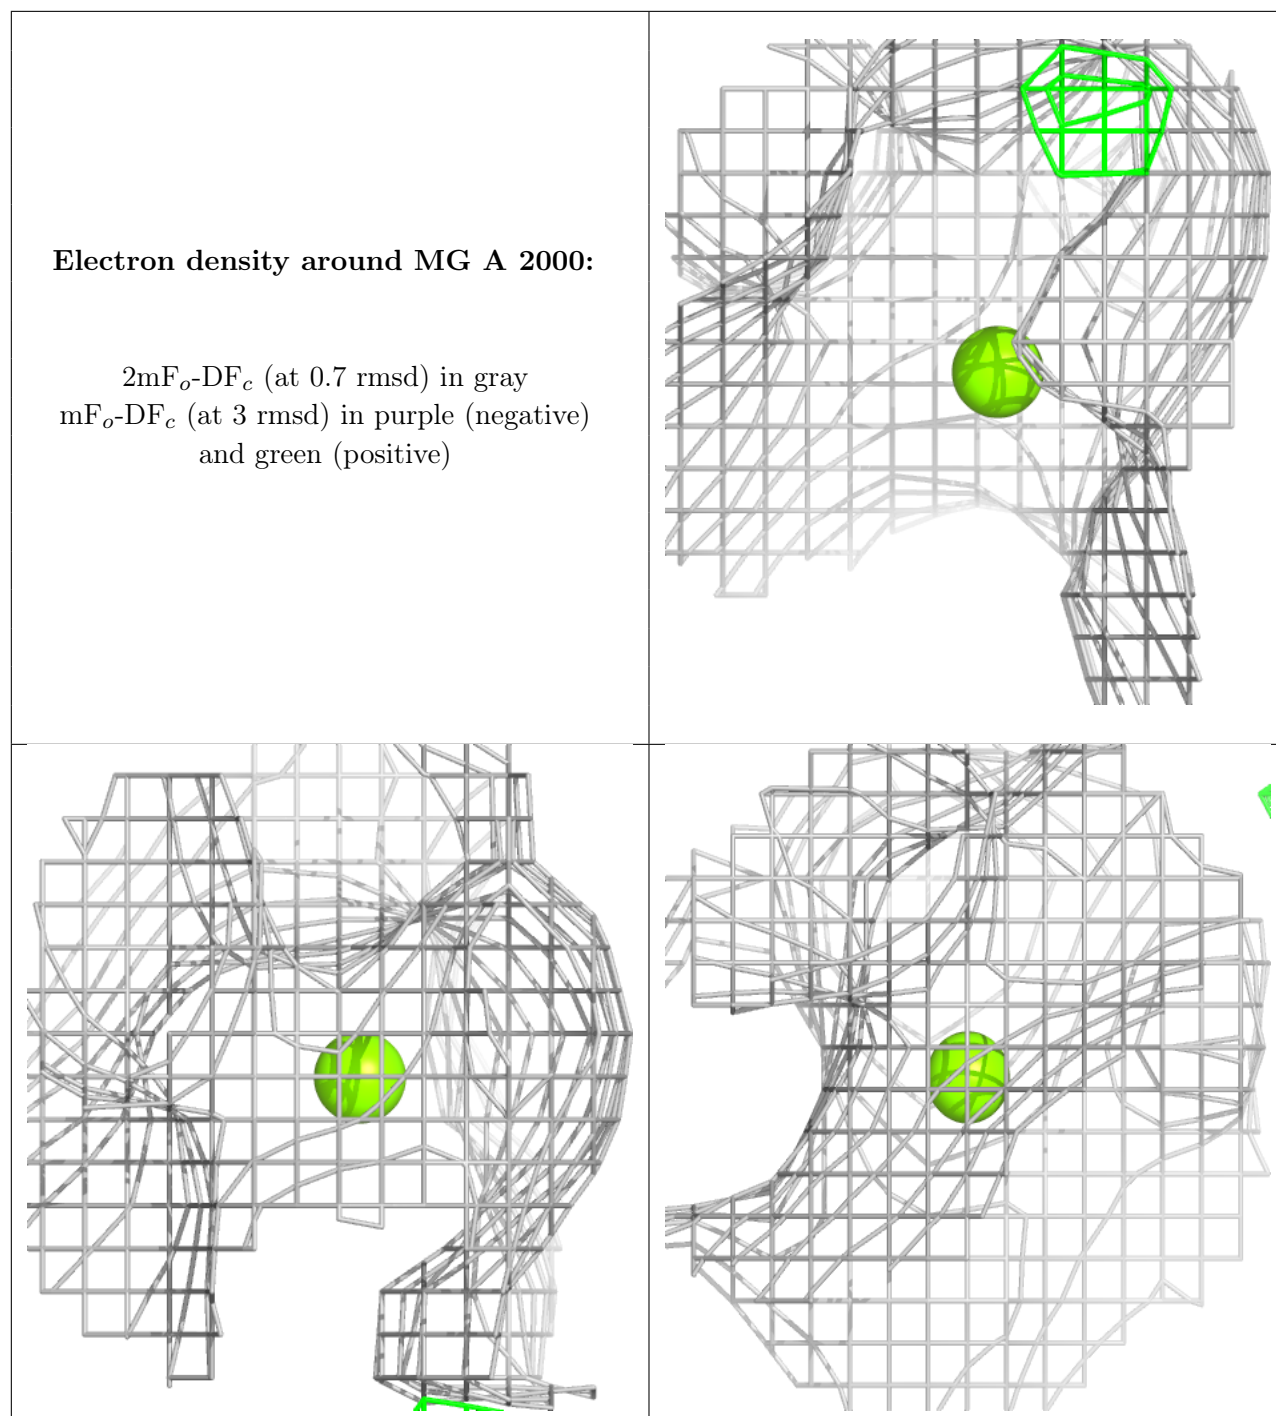 Electron density around MG A 2000:
2mFo-DFc (at 0.7 rmsd) in gray
mFo-DFc (at 3 rmsd) in purple (negative)
and green (positive)